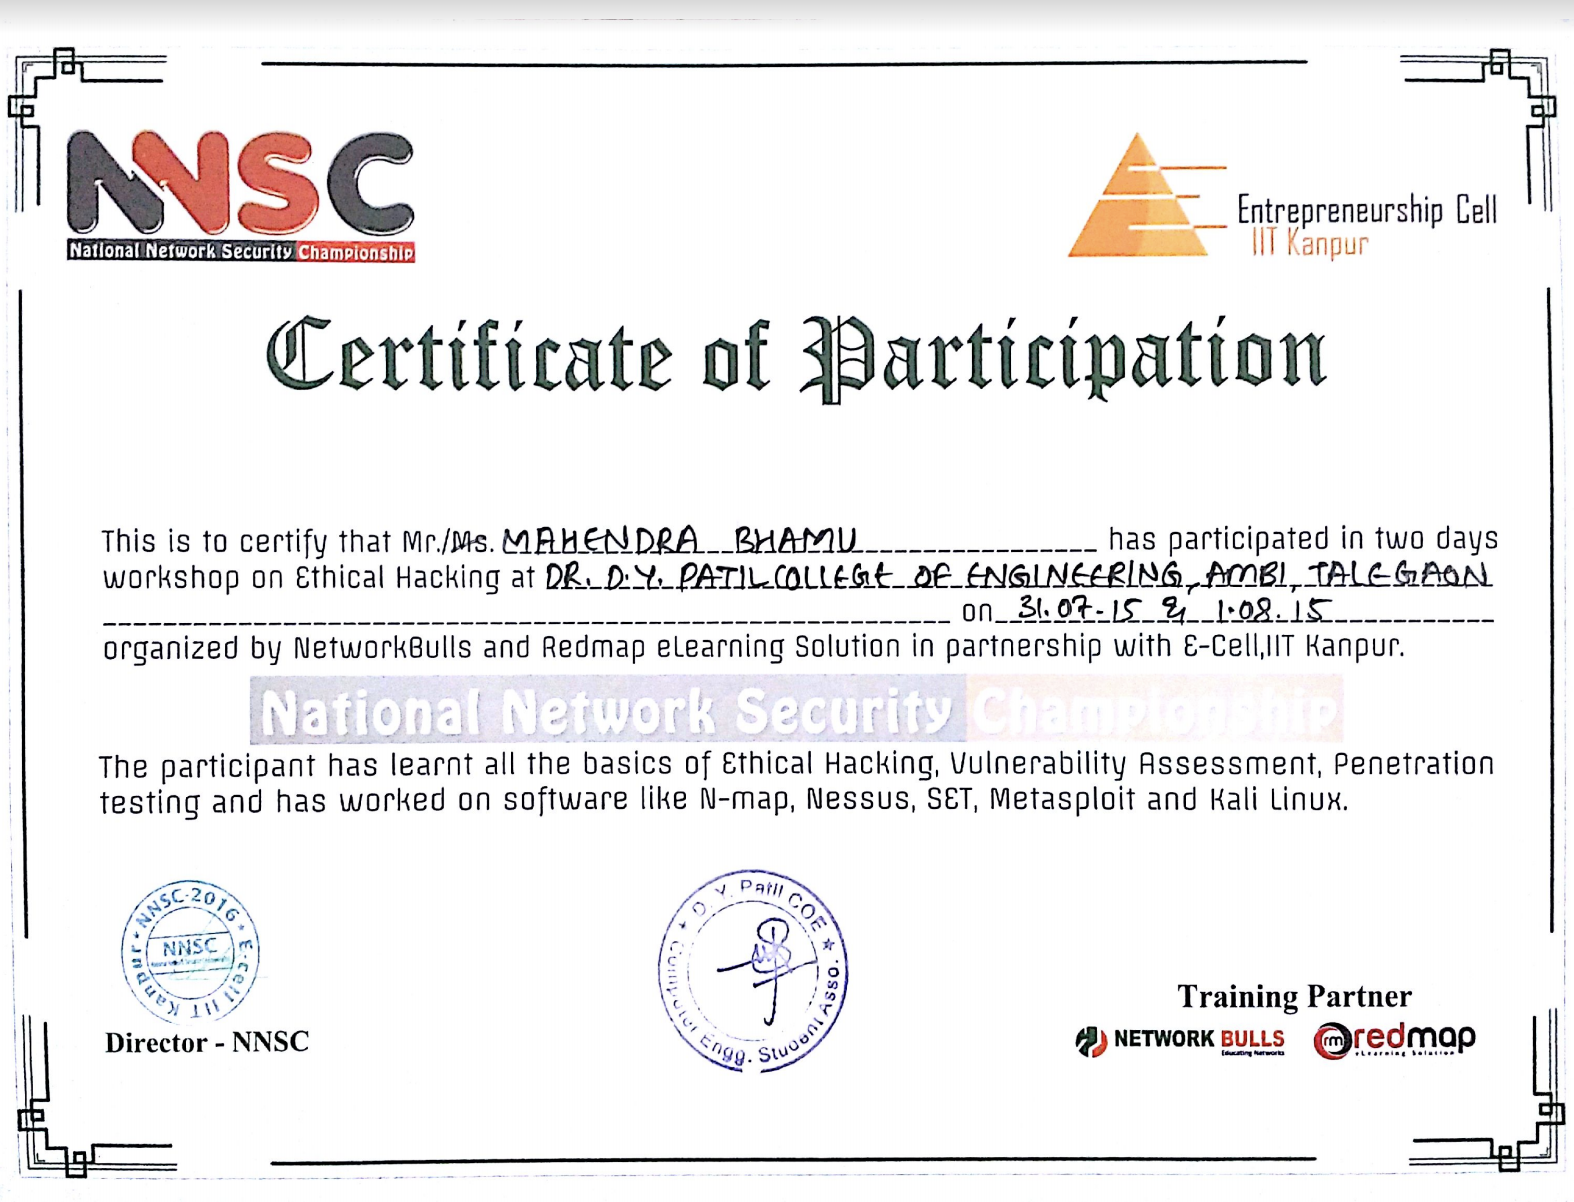 NNSC
National Network Security Championship
Entrepreneurship Cell
IIT Kanpur
Certificate of Participation
This is to certify that Mr./Ms. MAHENDRA BHAMU has participated in two days
workshop on Ethical Hacking at DR. D.Y. PATIL COLLEGE OF ENGINEERING, AMBI, TALEGAON
on 31.07-15 & 1.08.15
organized by NetworkBulls and Redmap eLearning Solution in partnership with E-Cell,IIT Kanpur.
National Network Security Championship
The participant has learnt all the basics of Ethical Hacking, Vulnerability Assessment, Penetration
testing and has worked on software like N-map, Nessus, SET, Metasploit and Kali Linux.
NNSC-2016 * E-cell IIT Kanpur *
NNSC
D. Y. Patil COE * Computer Engg. Student Asso. *
Director - NNSC
Training Partner
NETWORK BULLS
Educating Networks
rm redmap
eLearning Solution